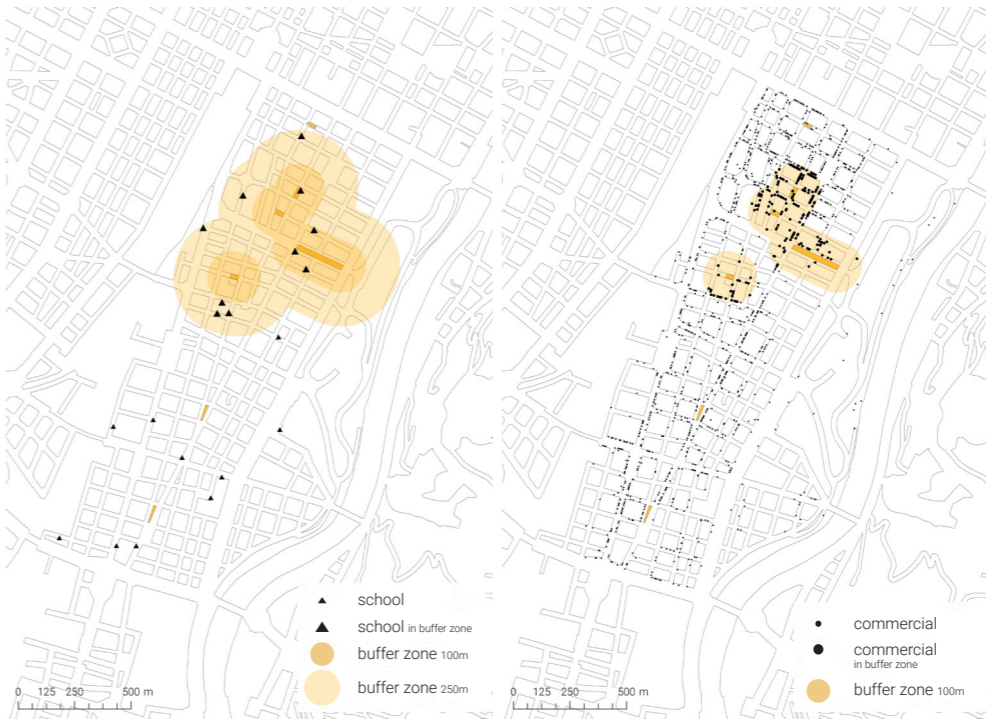 school
school in buffer zone
buffer zone 100m
buffer zone 250m
0 125 250 500 m
commercial
commercial
in buffer zone
buffer zone 100m
0 125 250 500 m